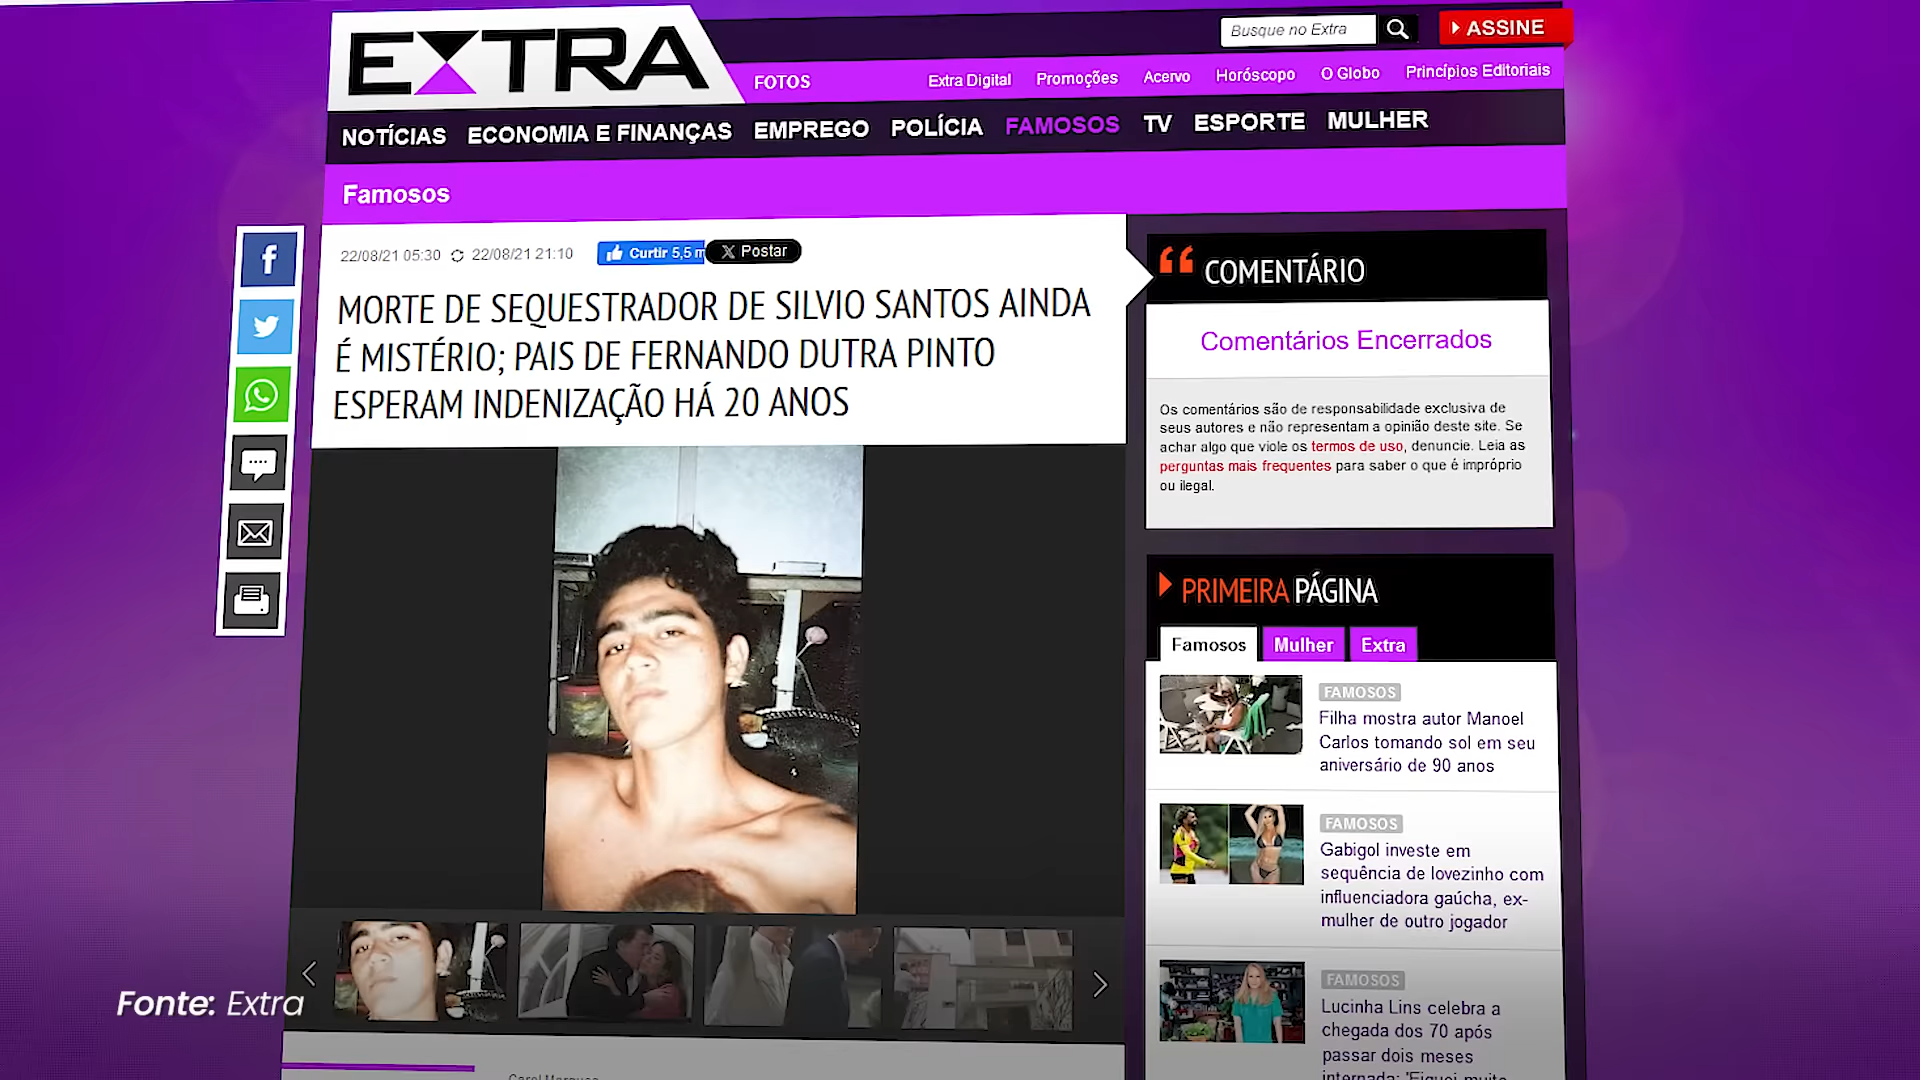 EXTRA
Busque no Extra
ASSINE
FOTOS
Extra Digital
Promoções
Acervo
Horóscopo
O Globo
Princípios Editoriais
NOTÍCIAS
ECONOMIA E FINANÇAS
EMPREGO
POLÍCIA
FAMOSOS
TV
ESPORTE
MULHER
Famosos
22/08/21 05:30
22/08/21 21:10
Curtir 5,5 m
Postar
MORTE DE SEQUESTRADOR DE SILVIO SANTOS AINDA
É MISTÉRIO; PAIS DE FERNANDO DUTRA PINTO
ESPERAM INDENIZAÇÃO HÁ 20 ANOS
COMENTÁRIO
Comentários Encerrados
Os comentários são de responsabilidade exclusiva de
seus autores e não representam a opinião deste site. Se
achar algo que viole os termos de uso, denuncie. Leia as
perguntas mais frequentes para saber o que é impróprio
ou ilegal.
PRIMEIRA PÁGINA
Famosos
Mulher
Extra
FAMOSOS
Filha mostra autor Manoel
Carlos tomando sol em seu
aniversário de 90 anos
FAMOSOS
Gabigol investe em
sequência de lovezinho com
influenciadora gaúcha, ex-
mulher de outro jogador
FAMOSOS
Lucinha Lins celebra a
chegada dos 70 após
passar dois meses
internada: 'Fiquei muito
Fonte: Extra